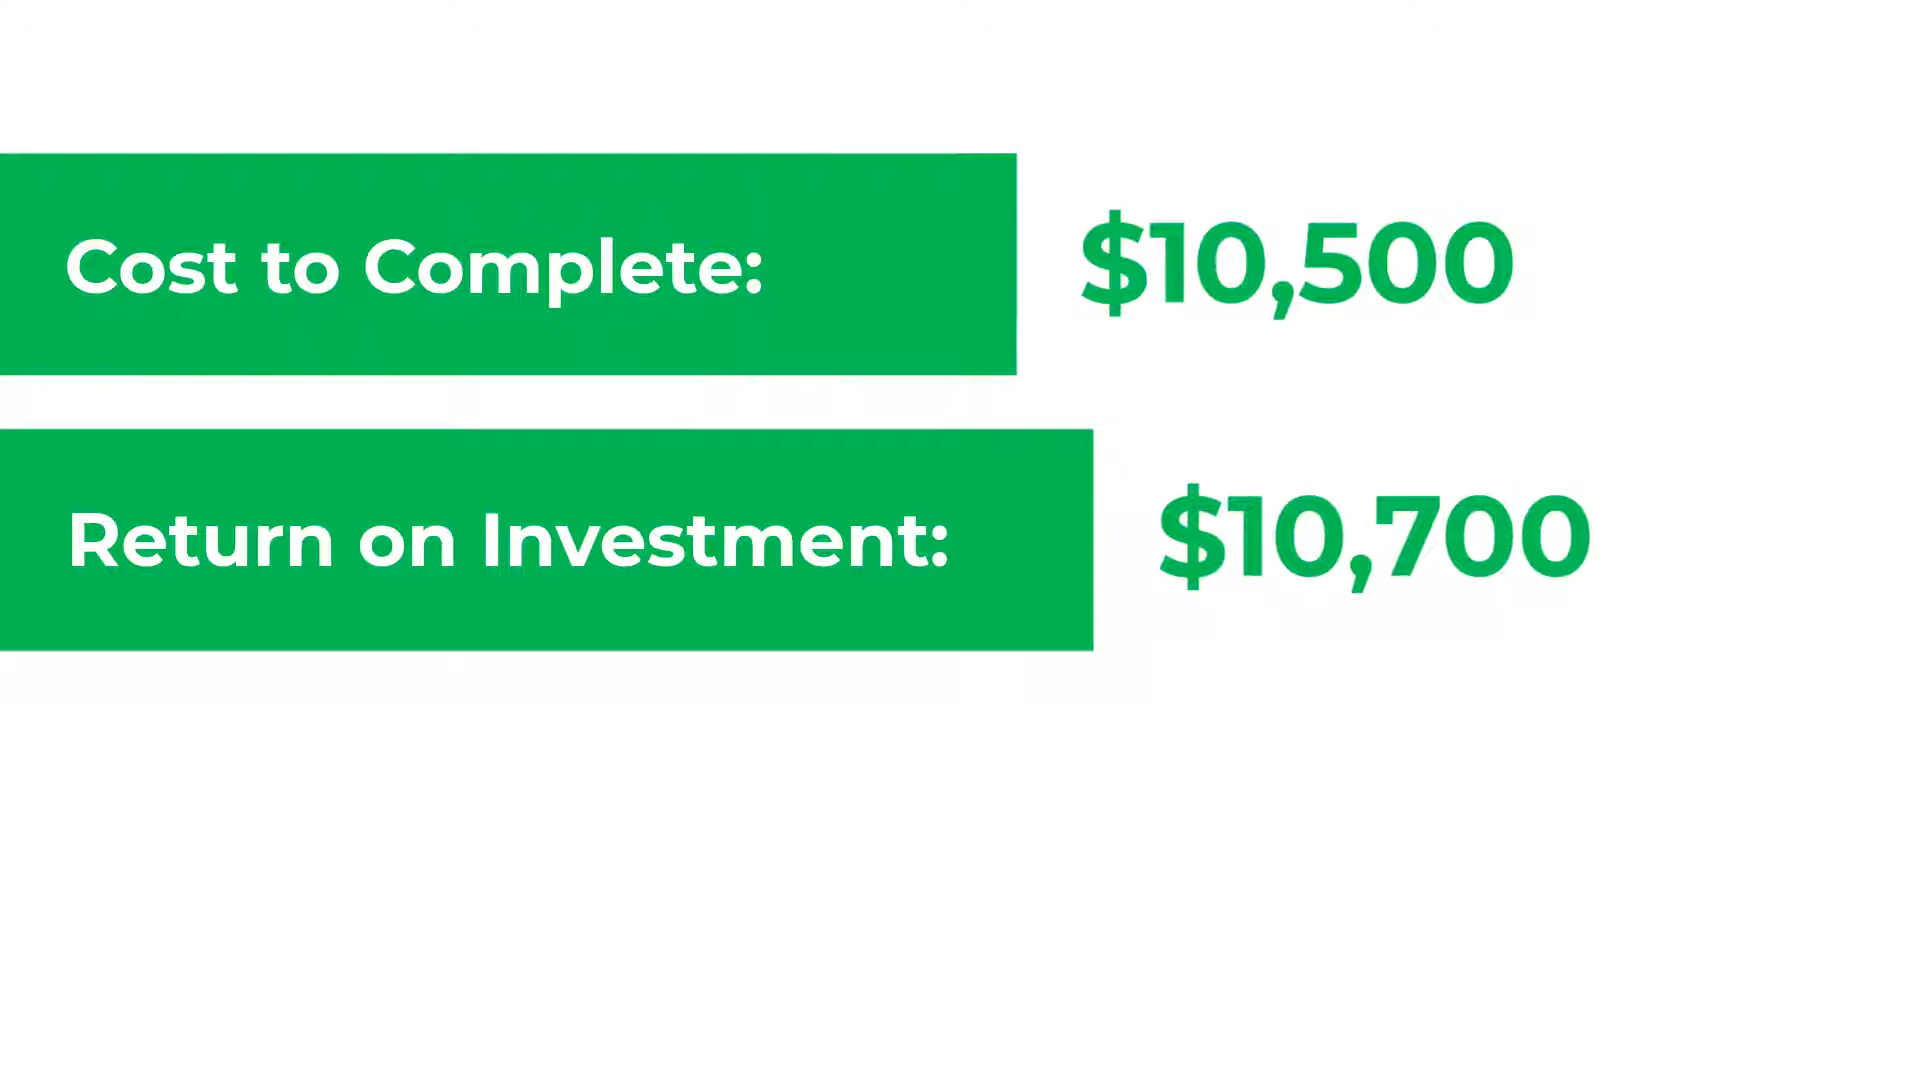 Cost to Complete: $10,500
Return on Investment: $10,700